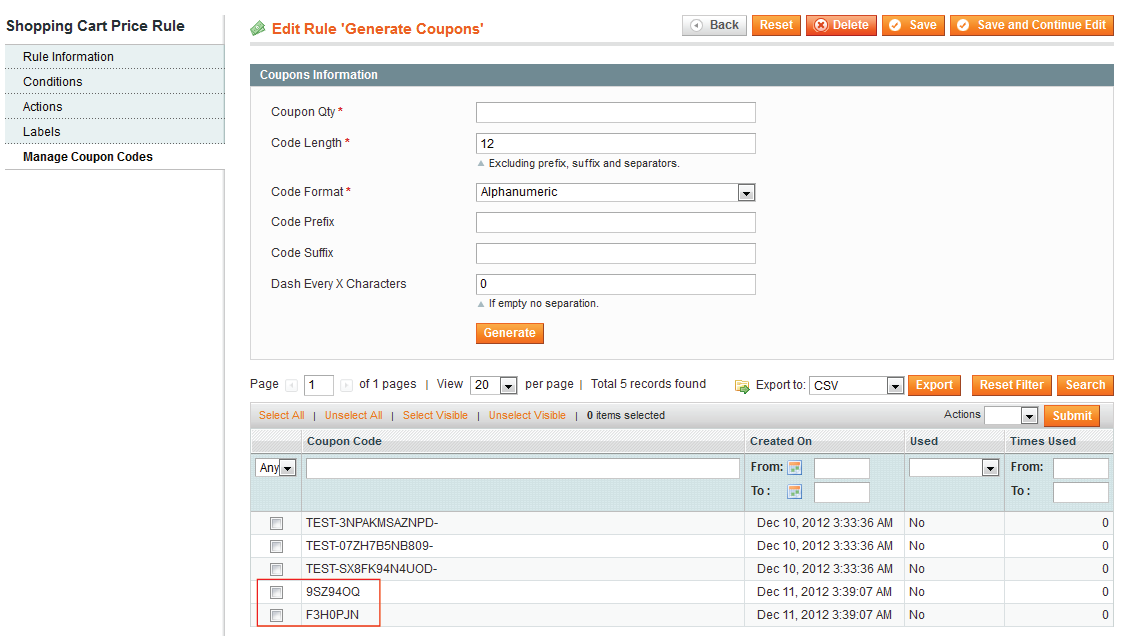 Shopping Cart Price Rule
Rule Information
Conditions
Actions
Labels
Manage Coupon Codes
Edit Rule 'Generate Coupons' Back Reset Delete Save Save and Continue Edit
Coupons Information
Coupon Qty *
Code Length * 12
Excluding prefix, suffix and separators.
Code Format * Alphanumeric
Code Prefix
Code Suffix
Dash Every X Characters 0
If empty no separation.
Generate
Page 1 of 1 pages | View 20 per page | Total 5 records found Export to: CSV Export Reset Filter Search
Select All | Unselect All | Select Visible | Unselect Visible | 0 items selected Actions Submit
Coupon Code Created On Used Times Used
Any From: From:
To : To :
TEST-3NPAKMSAZNPD- Dec 10, 2012 3:33:36 AM No 0
TEST-07ZH7B5NB809- Dec 10, 2012 3:33:36 AM No 0
TEST-SX8FK94N4UOD- Dec 10, 2012 3:33:36 AM No 0
9SZ94OQ Dec 11, 2012 3:39:07 AM No 0
F3H0PJN Dec 11, 2012 3:39:07 AM No 0